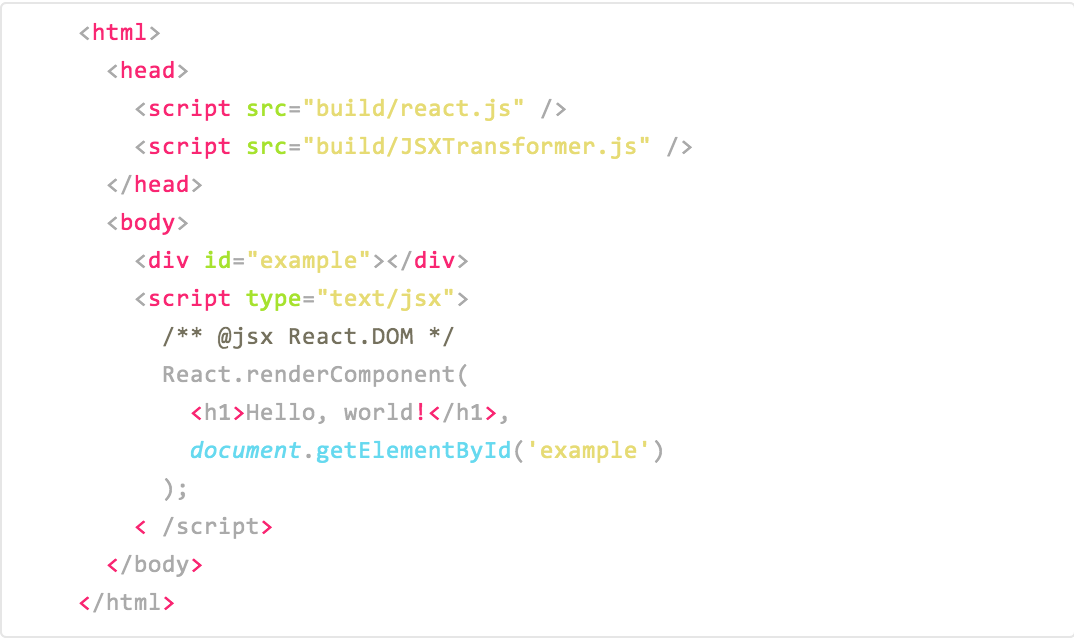 <html>
  <head>
    <script src="build/react.js" />
    <script src="build/JSXTransformer.js" />
  </head>
  <body>
    <div id="example"></div>
    <script type="text/jsx">
      /** @jsx React.DOM */
      React.renderComponent(
        <h1>Hello, world!</h1>,
        document.getElementById('example')
      );
    < /script>
  </body>
</html>